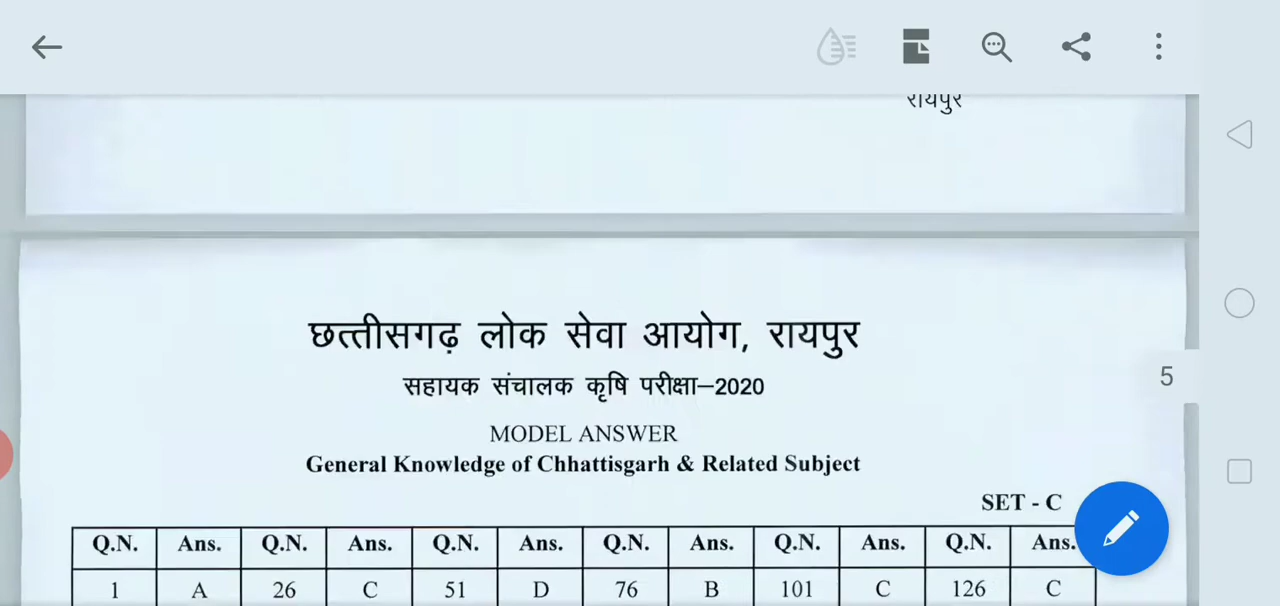 रायपुर
छत्तीसगढ़ लोक सेवा आयोग, रायपुर
सहायक संचालक कृषि परीक्षा–2020
5
MODEL ANSWER
General Knowledge of Chhattisgarh & Related Subject
SET - C
Q.N. Ans. Q.N. Ans. Q.N. Ans. Q.N. Ans. Q.N. Ans. Q.N. Ans.
1 A 26 C 51 D 76 B 101 C 126 C